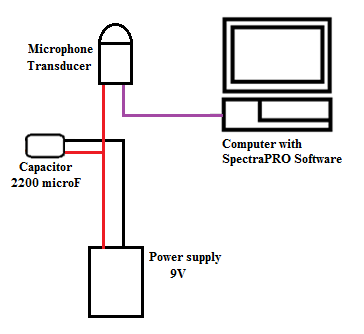 Microphone
Transducer
Capacitor
2200 microF
Computer with
SpectraPRO Software
Power supply
9V